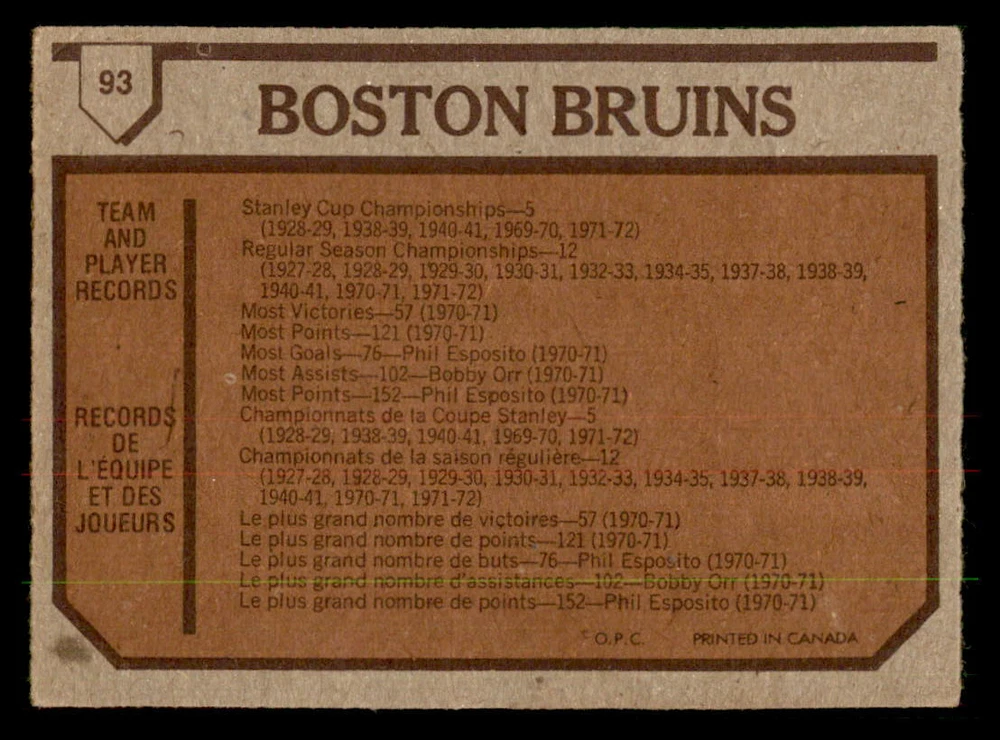 93
BOSTON BRUINS
TEAM
AND
PLAYER
RECORDS
Stanley Cup Championships—5
(1928-29, 1938-39, 1940-41, 1969-70, 1971-72)
Regular Season Championships—12
(1927-28, 1928-29, 1929-30, 1930-31, 1932-33, 1934-35, 1937-38, 1938-39,
1940-41, 1970-71, 1971-72)
Most Victories—57 (1970-71)
Most Points—121 (1970-71)
Most Goals—76—Phil Esposito (1970-71)
Most Assists—102—Bobby Orr (1970-71)
Most Points—152—Phil Esposito (1970-71)
RECORDS
DE
L'ÉQUIPE
ET DES
JOUEURS
Championnats de la Coupe Stanley—5
(1928-29, 1938-39, 1940-41, 1969-70, 1971-72)
Championnats de la saison régulière—12
(1927-28, 1928-29, 1929-30, 1930-31, 1932-33, 1934-35, 1937-38, 1938-39,
1940-41, 1970-71, 1971-72)
Le plus grand nombre de victoires—57 (1970-71)
Le plus grand nombre de points—121 (1970-71)
Le plus grand nombre de buts—76—Phil Esposito (1970-71)
Le plus grand nombre d'assistances—102—Bobby Orr (1970-71)
Le plus grand nombre de points—152—Phil Esposito (1970-71)
© O.P.C. PRINTED IN CANADA